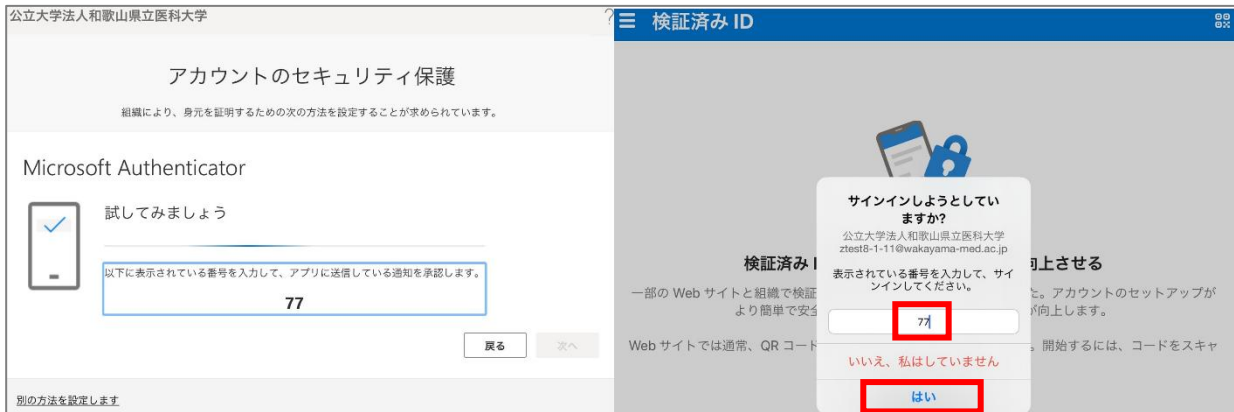 公立大学法人和歌山県立医科大学
?
アカウントのセキュリティ保護
組織により、身元を証明するための次の方法を設定することが求められています。
Microsoft Authenticator
試してみましょう
以下に表示されている番号を入力して、アプリに送信している通知を承認します。
77
戻る
次へ
別の方法を設定します
検証済み ID
サインインしようとしてい
ますか?
公立大学法人和歌山県立医科大学
ztest8-1-11@wakayama-med.ac.jp
表示されている番号を入力して、サイ
ンインしてください。
77
いいえ、私はしていません
はい
検証済み
向上させる
一部の Web サイトと組織で検証
た。アカウントのセットアップが
より簡単で安全
が向上します。
Web サイトでは通常、QR コード
。開始するには、コードをスキャ